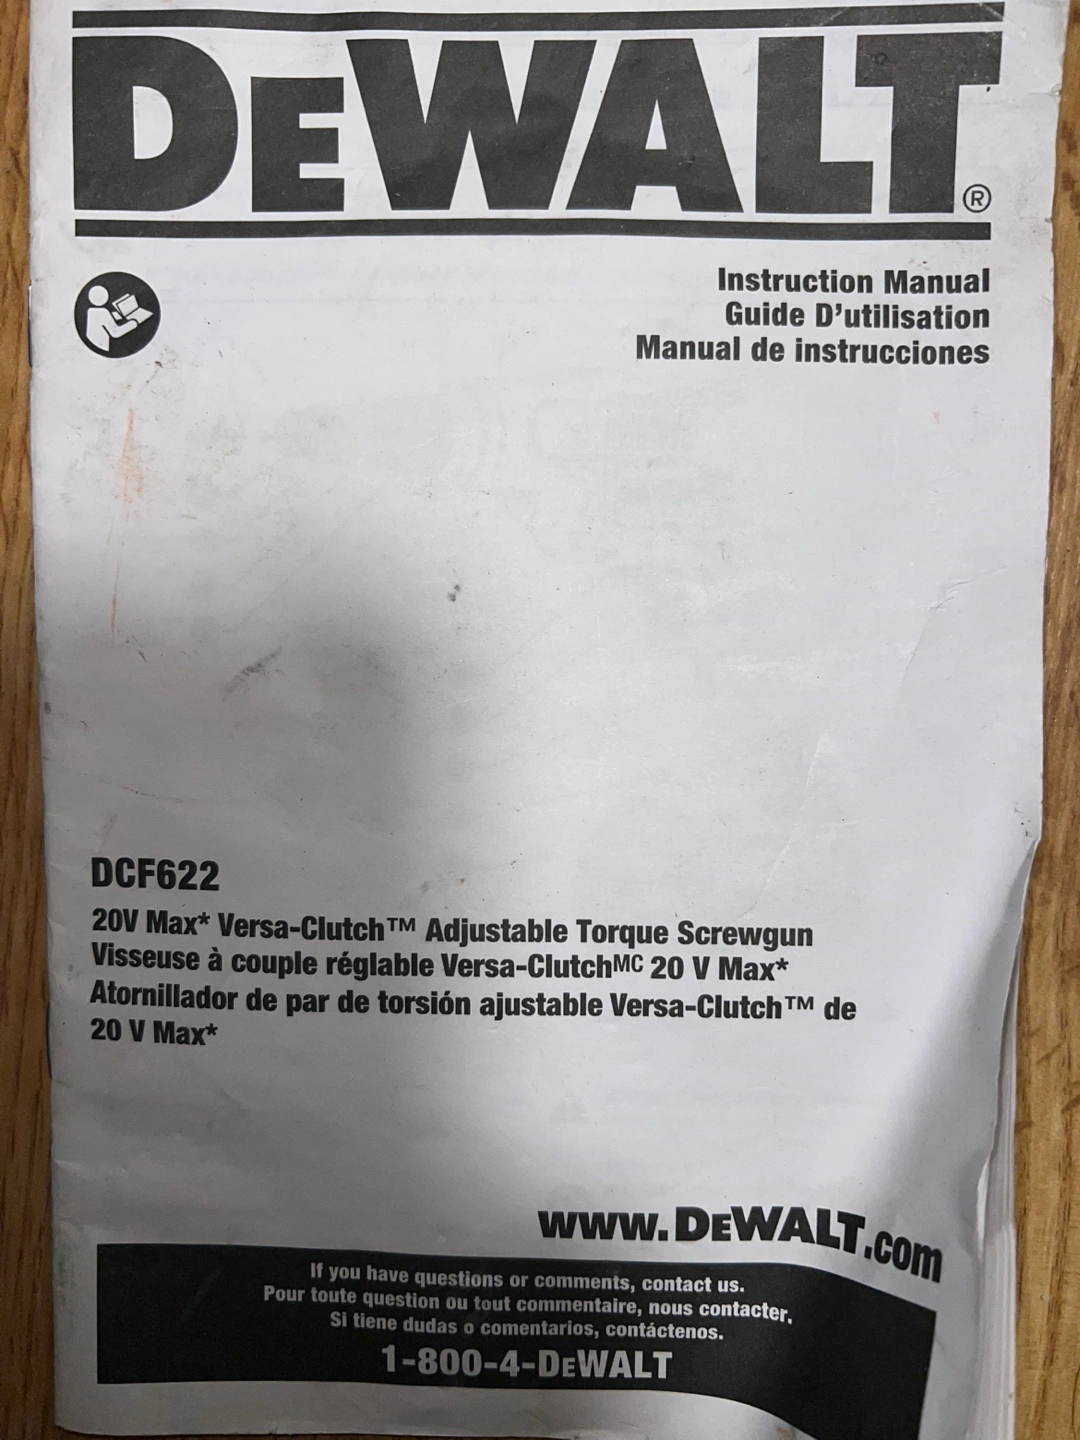 DEWALT®
Instruction Manual
Guide D'utilisation
Manual de instrucciones
DCF622
20V Max* Versa-Clutch™ Adjustable Torque Screwgun
Visseuse à couple réglable Versa-Clutchᴹᶜ 20 V Max*
Atornillador de par de torsión ajustable Versa-Clutch™ de
20 V Max*
www.DEWALT.com
If you have questions or comments, contact us.
Pour toute question ou tout commentaire, nous contacter.
Si tiene dudas o comentarios, contáctenos.
1-800-4-DEWALT